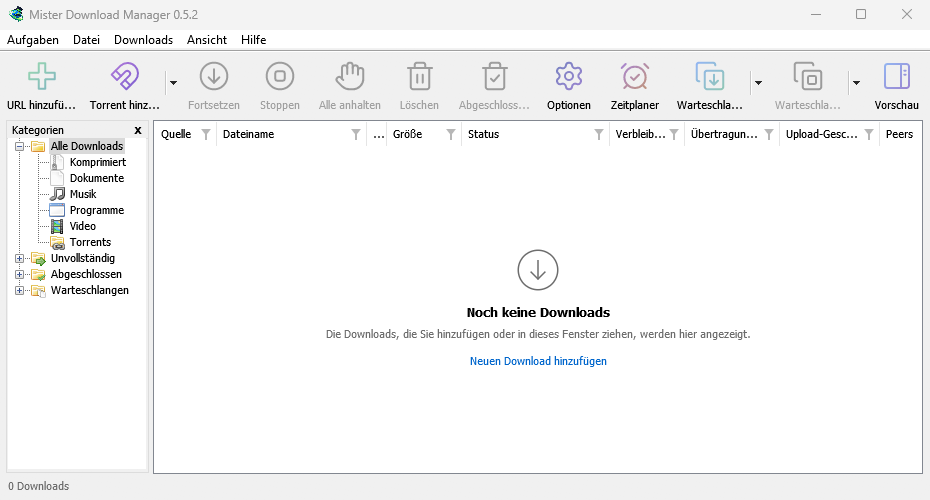 Mister Download Manager 0.5.2
Aufgaben Datei Downloads Ansicht Hilfe
URL hinzufü... Torrent hinz... Fortsetzen Stoppen Alle anhalten Löschen Abgeschloss... Optionen Zeitplaner Warteschla... Warteschla... Vorschau
Kategorien x
Quelle Dateiname ... Größe Status Verbleib... Übertragun... Upload-Gesc... Peers
Alle Downloads
Komprimiert
Dokumente
Musik
Programme
Video
Torrents
Unvollständig
Abgeschlossen
Warteschlangen
Noch keine Downloads
Die Downloads, die Sie hinzufügen oder in dieses Fenster ziehen, werden hier angezeigt.
Neuen Download hinzufügen
0 Downloads